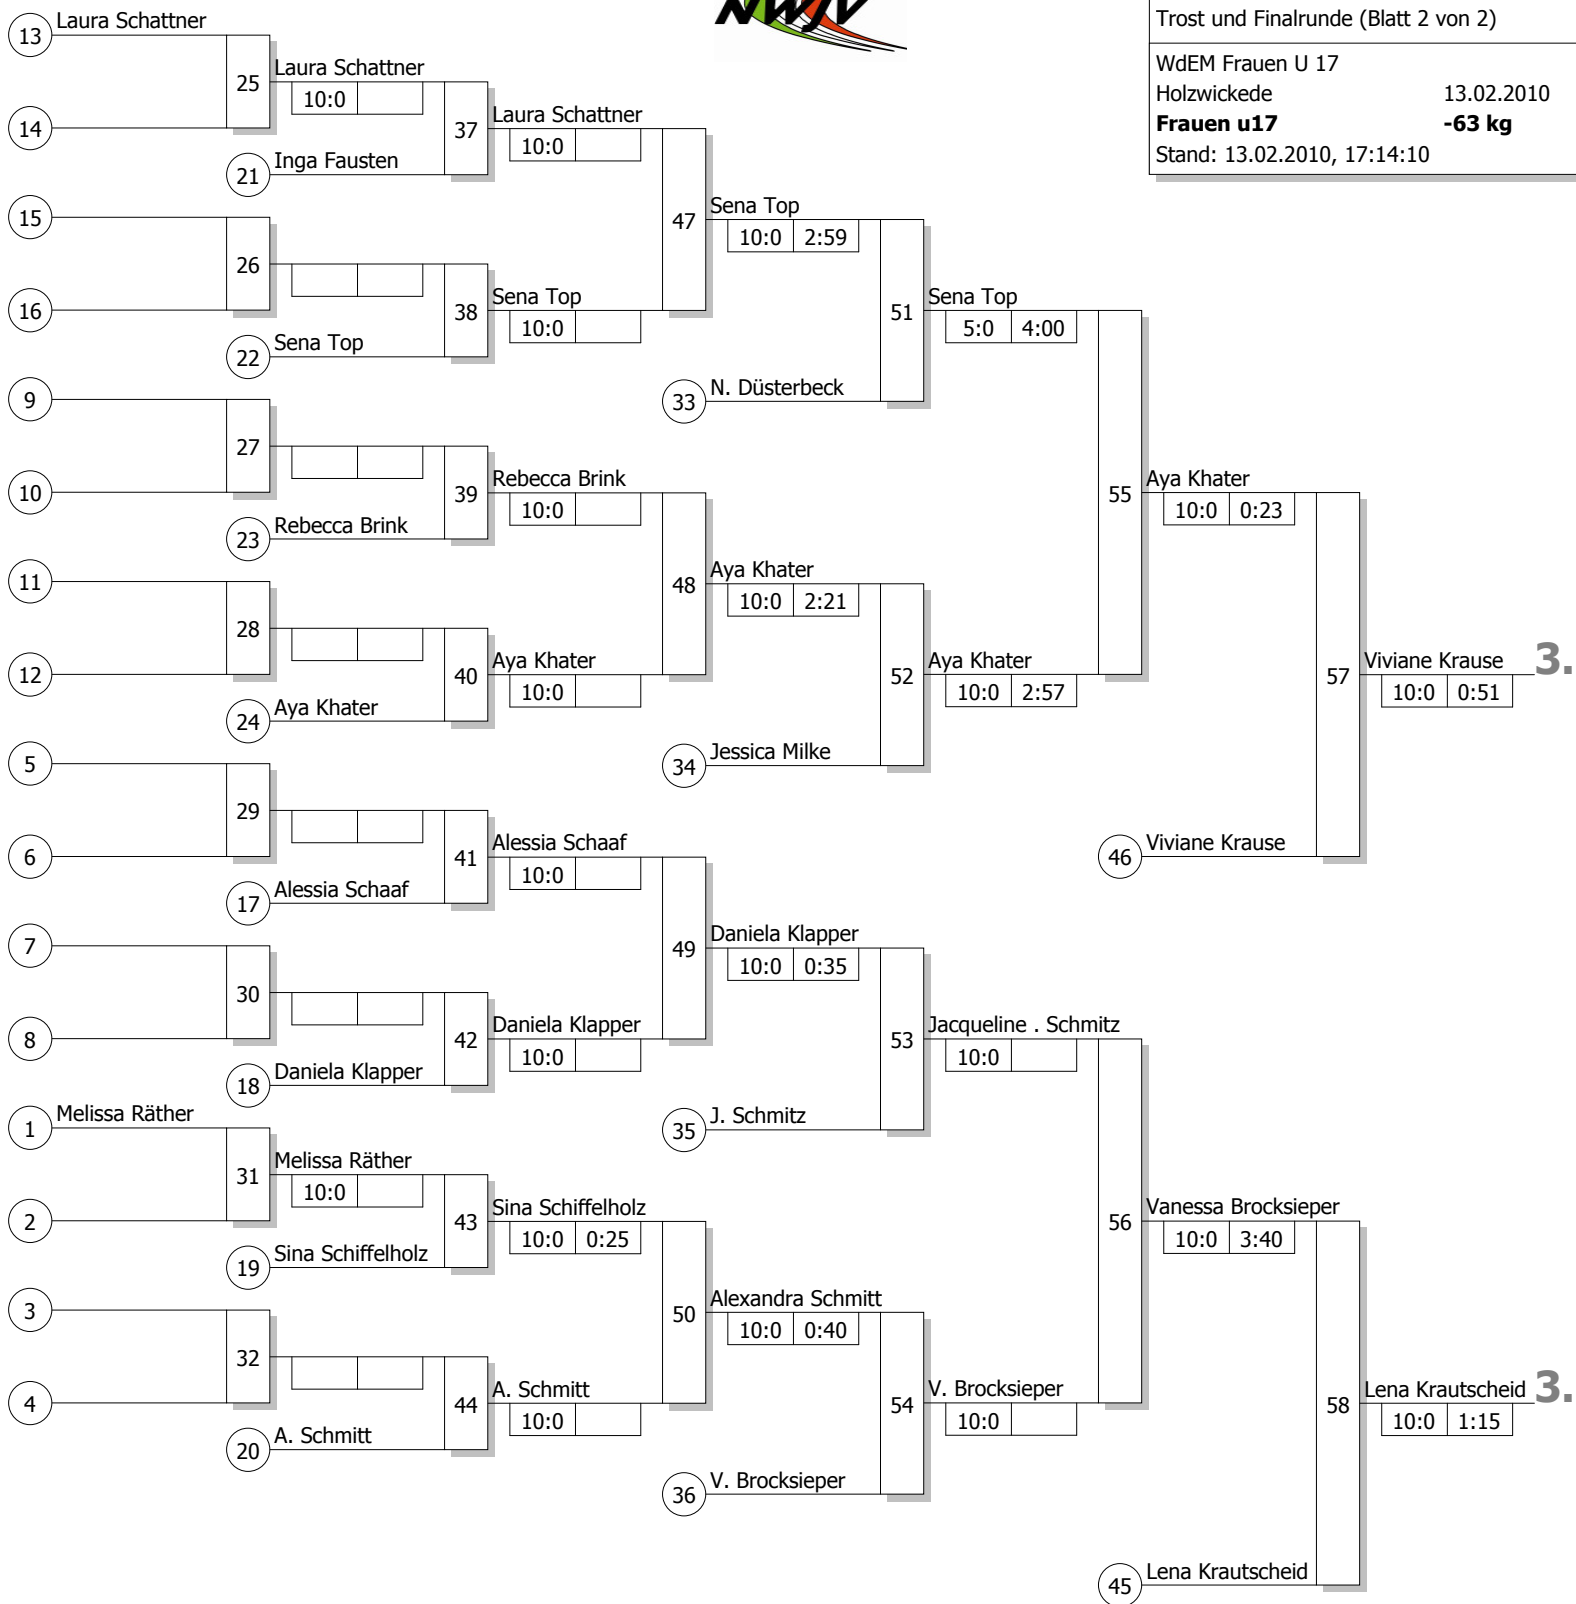 NWJV
Trost und Finalrunde (Blatt 2 von 2)
WdEM Frauen U 17
Holzwickede 13.02.2010
Frauen u17 -63 kg
Stand: 13.02.2010, 17:14:10
13 Laura Schattner
14
25 Laura Schattner
10:0
21 Inga Fausten
37 Laura Schattner
10:0
15
16
26
22 Sena Top
38 Sena Top
10:0
47 Sena Top
10:0 2:59
33 N. Düsterbeck
51 Sena Top
5:0 4:00
9
10
27
23 Rebecca Brink
39 Rebecca Brink
10:0
11
12
28
24 Aya Khater
40 Aya Khater
10:0
48 Aya Khater
10:0 2:21
34 Jessica Milke
52 Aya Khater
10:0 2:57
55 Aya Khater
10:0 0:23
46 Viviane Krause
57 Viviane Krause 3.
10:0 0:51
5
6
29
17 Alessia Schaaf
41 Alessia Schaaf
10:0
7
8
30
18 Daniela Klapper
42 Daniela Klapper
10:0
49 Daniela Klapper
10:0 0:35
35 J. Schmitz
53 Jacqueline . Schmitz
10:0
1 Melissa Räther
2
31 Melissa Räther
10:0
19 Sina Schiffelholz
43 Sina Schiffelholz
10:0 0:25
3
4
32
20 A. Schmitt
44 A. Schmitt
10:0
50 Alexandra Schmitt
10:0 0:40
36 V. Brocksieper
54 V. Brocksieper
10:0
56 Vanessa Brocksieper
10:0 3:40
45 Lena Krautscheid
58 Lena Krautscheid 3.
10:0 1:15